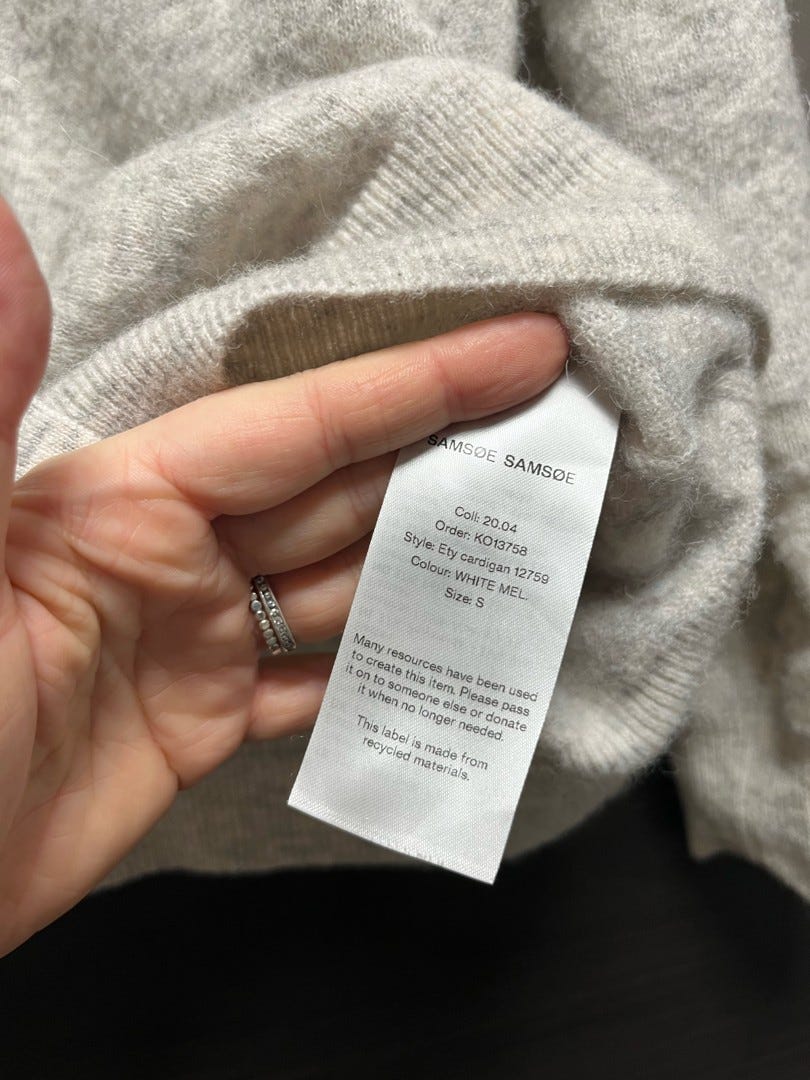 SAMSØE SAMSØE
Coll: 20.04
Order: KO13758
Style: Ety cardigan 12759
Colour: WHITE MEL.
Size: S
Many resources have been used
to create this item. Please pass
it on to someone else or donate
it when no longer needed.
This label is made from
recycled materials.